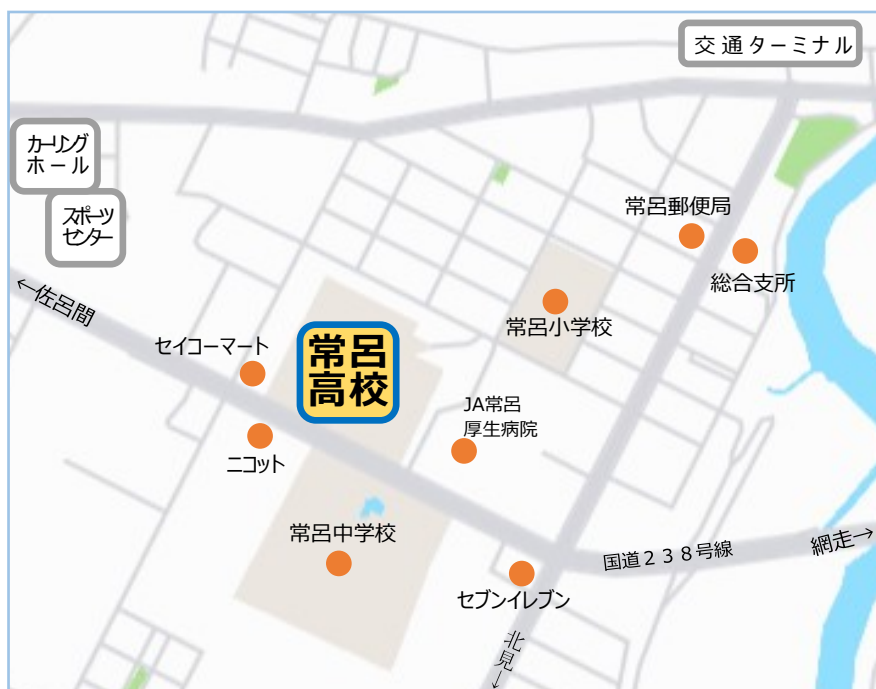 交通ターミナル
カーリング
ホール
スポーツ
センター
常呂郵便局
総合支所
←佐呂間
常呂小学校
セイコーマート
常呂
高校
JA常呂
厚生病院
ニコット
常呂中学校
国道２３８号線
網走→
セブンイレブン
北見→